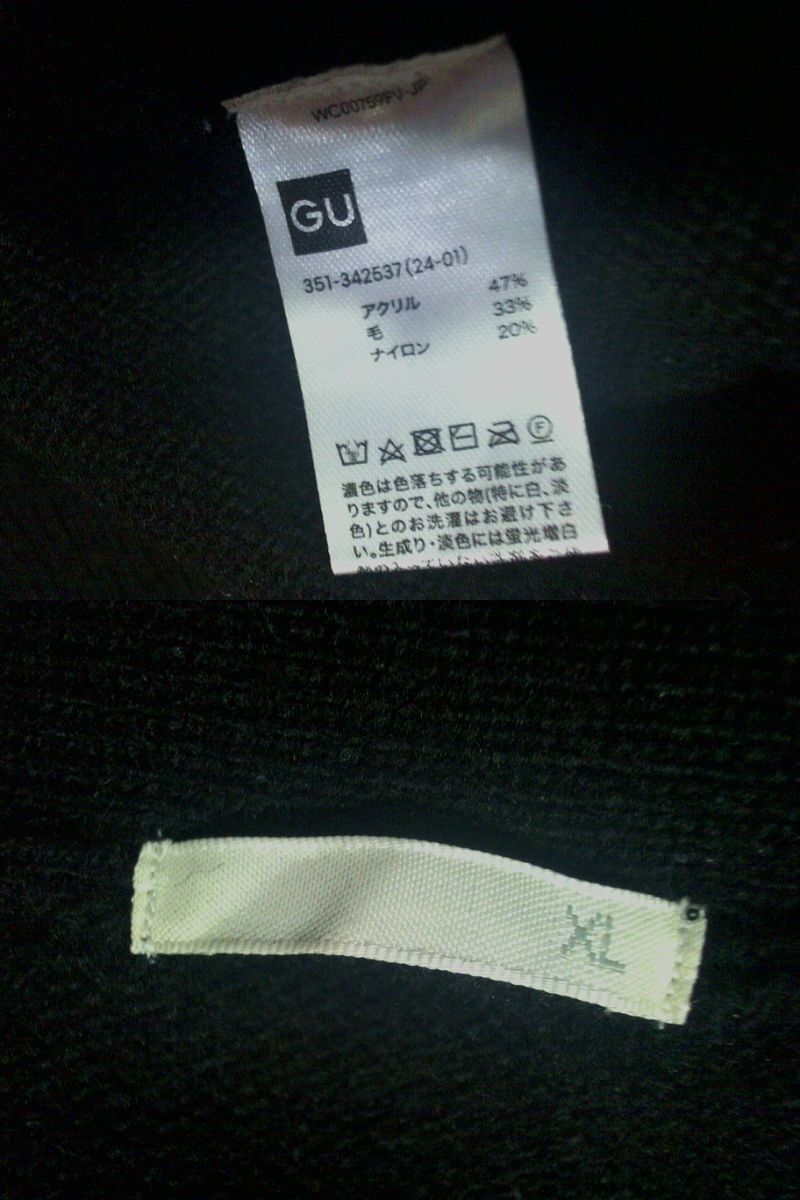 WC00759FV-JP
GU
351-342537(24-01)
アクリル 47%
毛 33%
ナイロン 20%
F
濃色は色落ちする可能性があ
りますので、他の物(特に白、淡
色)とのお洗濯はお避け下さ
い。生成り・淡色には蛍光増白
XL